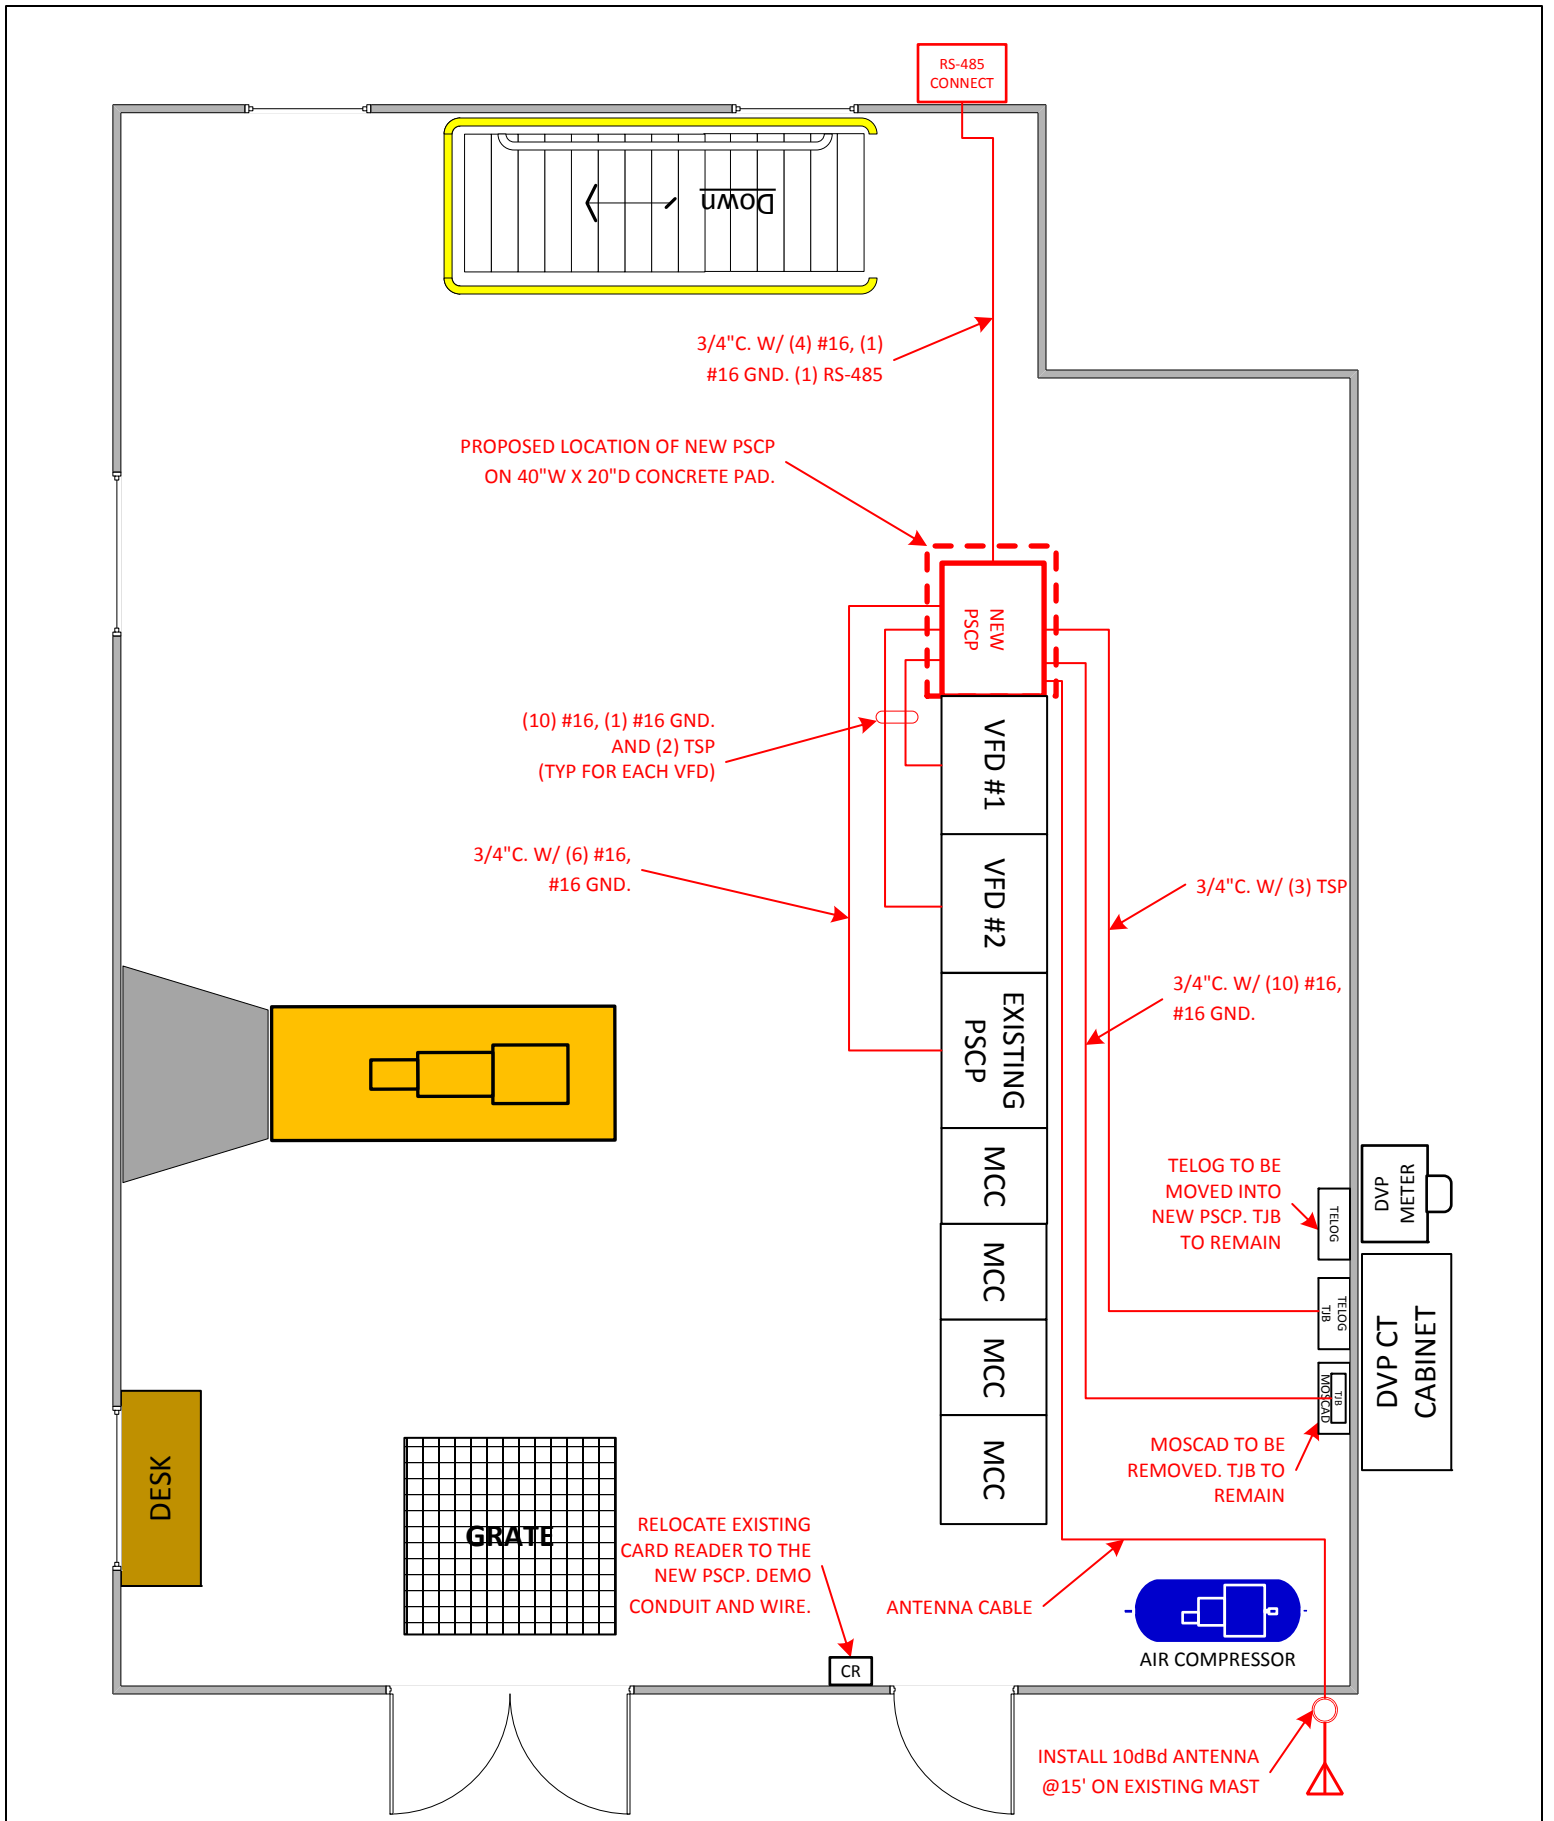 RS-485
CONNECT
Down
3/4"C. W/ (4) #16, (1)
#16 GND. (1) RS-485
PROPOSED LOCATION OF NEW PSCP
ON 40"W X 20"D CONCRETE PAD.
NEW
PSCP
(10) #16, (1) #16 GND.
AND (2) TSP
(TYP FOR EACH VFD)
VFD #1
3/4"C. W/ (6) #16,
#16 GND.
VFD #2
3/4"C. W/ (3) TSP
3/4"C. W/ (10) #16,
#16 GND.
EXISTING
PSCP
MCC
MCC
MCC
MCC
TELOG TO BE
MOVED INTO
NEW PSCP. TJB
TO REMAIN
TELOG
DVP
METER
TELOG
TJB
DVP CT
CABINET
TJB
MOSCAD
MOSCAD TO BE
REMOVED. TJB TO
REMAIN
DESK
GRATE
RELOCATE EXISTING
CARD READER TO THE
NEW PSCP. DEMO
CONDUIT AND WIRE.
ANTENNA CABLE
AIR COMPRESSOR
CR
INSTALL 10dBd ANTENNA
@15' ON EXISTING MAST